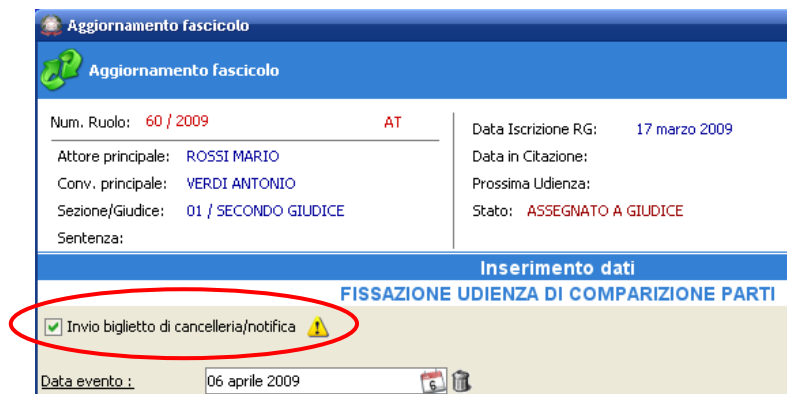 Aggiornamento fascicolo
Aggiornamento fascicolo
Num. Ruolo: 60 / 2009 AT
Attore principale: ROSSI MARIO
Conv. principale: VERDI ANTONIO
Sezione/Giudice: 01 / SECONDO GIUDICE
Sentenza:
Data Iscrizione RG: 17 marzo 2009
Data in Citazione:
Prossima Udienza:
Stato: ASSEGNATO A GIUDICE
Inserimento dati
FISSAZIONE UDIENZA DI COMPARIZIONE PARTI
Invio biglietto di cancelleria/notifica
Data evento : 06 aprile 2009 6